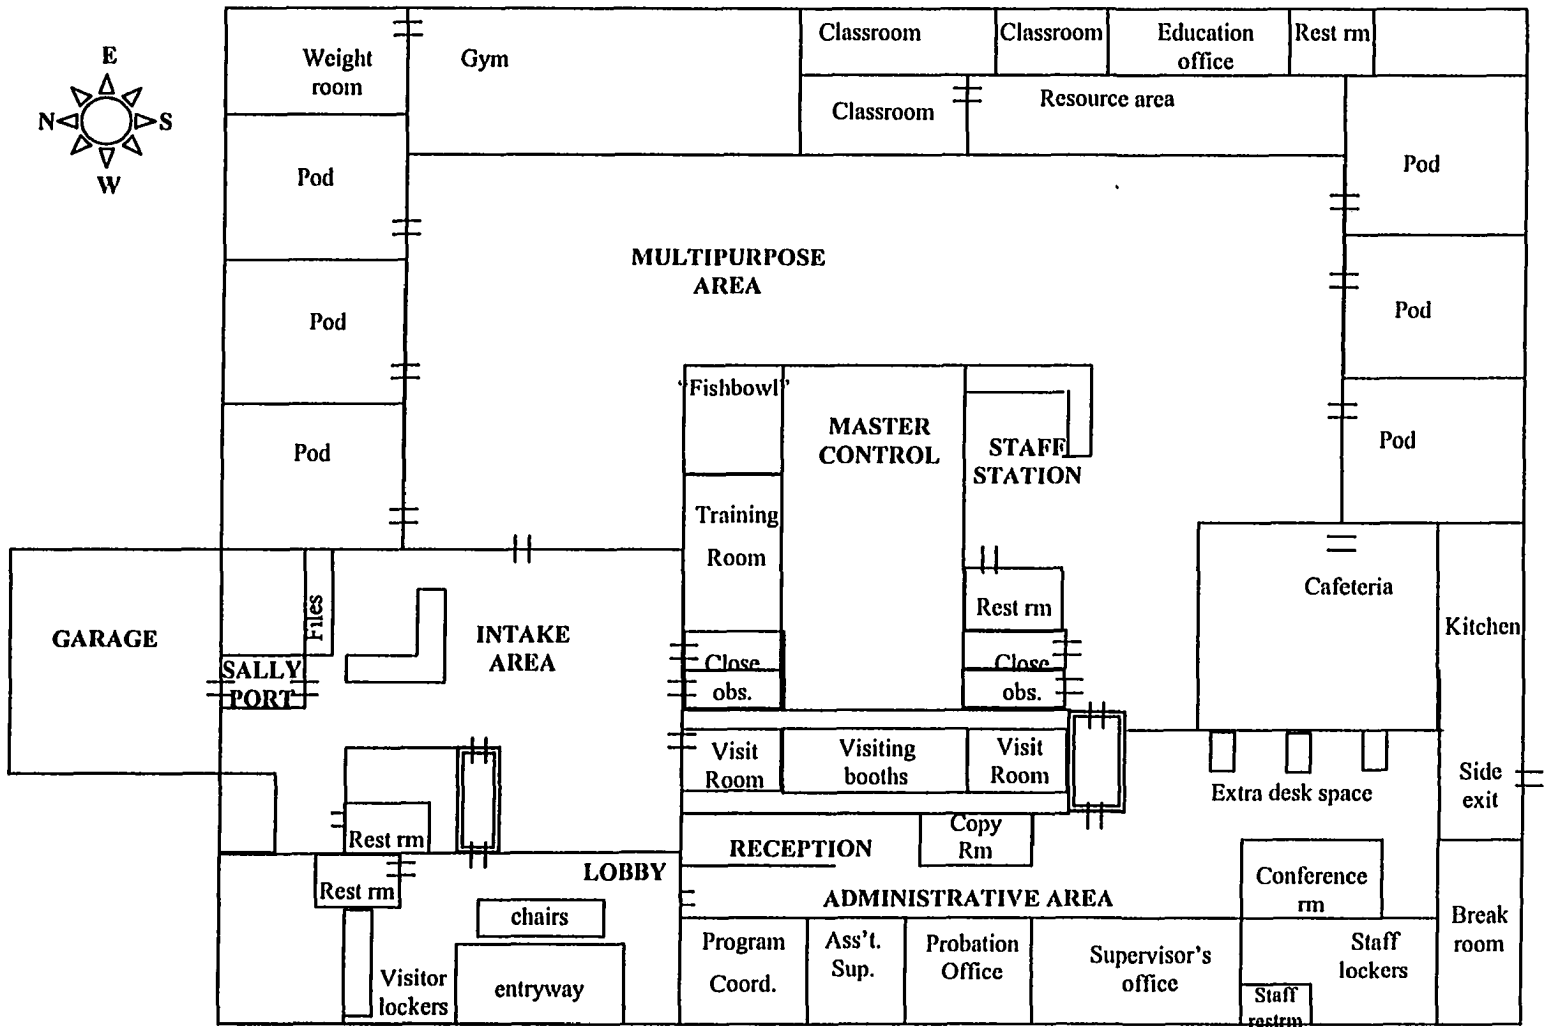 E
N
S
W
Weight
room
Gym
Classroom
Classroom
Education
office
Rest rm
Classroom
Resource area
Pod
Pod
MULTIPURPOSE
AREA
Pod
Pod
"Fishbowl"
MASTER
CONTROL
STAFF
STATION
Pod
Pod
Training
Room
GARAGE
Files
INTAKE
AREA
Rest rm
Cafeteria
Kitchen
SALLY
PORT
Close
obs.
Close
obs.
Visit
Room
Visiting
booths
Visit
Room
Extra desk space
Side
exit
Rest rm
RECEPTION
Copy
Rm
LOBBY
Rest rm
chairs
ADMINISTRATIVE AREA
Conference
rm
Break
room
Visitor
lockers
entryway
Program
Coord.
Ass't.
Sup.
Probation
Office
Supervisor's
office
Staff
lockers
Staff
restrm